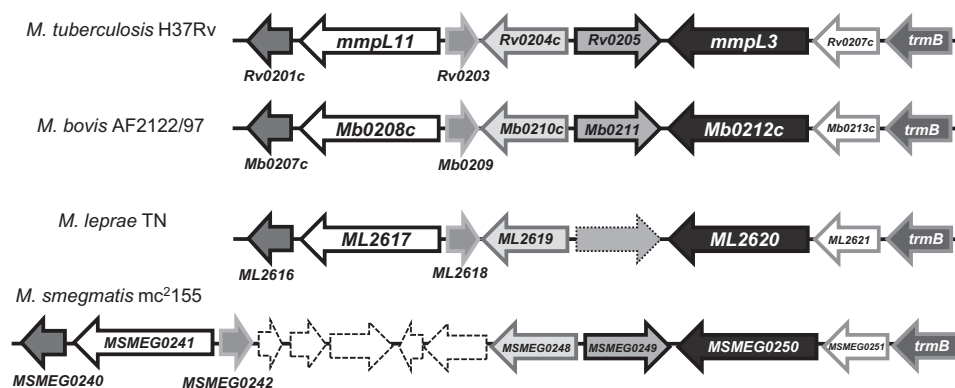 M. tuberculosis H37Rv
mmpL11 Rv0204c Rv0205 mmpL3 Rv0207c trmB
Rv0201c Rv0203
M. bovis AF2122/97
Mb0208c Mb0210c Mb0211 Mb0212c Mb0213c trmB
Mb0207c Mb0209
M. leprae TN
ML2617 ML2619 ML2620 ML2621 trmB
ML2616 ML2618
M. smegmatis mc²155
MSMEG0241 MSMEG0248 MSMEG0249 MSMEG0250 MSMEG0251 trmB
MSMEG0240 MSMEG0242